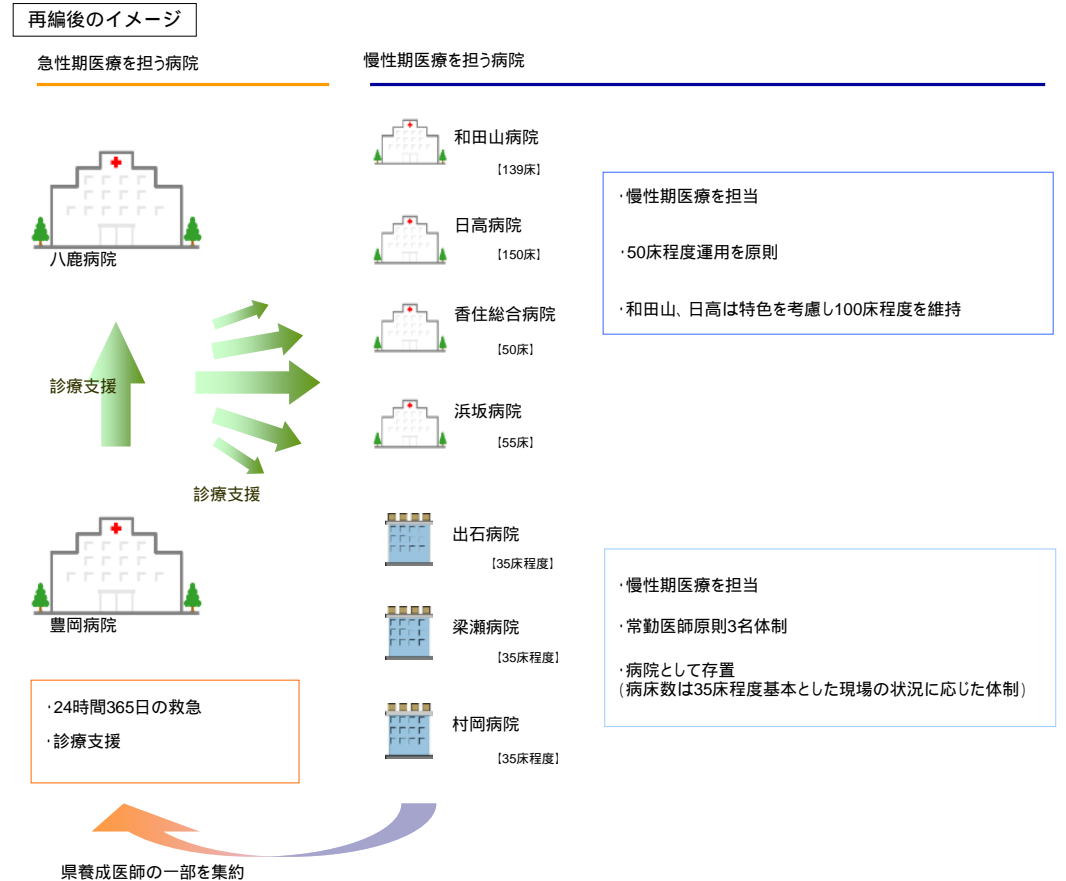 再編後のイメージ
急性期医療を担う病院
八鹿病院
診療支援
診療支援
豊岡病院
・24時間365日の救急
・診療支援
慢性期医療を担う病院
和田山病院
【139床】
日高病院
【150床】
香住総合病院
【50床】
浜坂病院
【55床】
・慢性期医療を担当
・50床程度運用を原則
・和田山、日高は特色を考慮し100床程度を維持
出石病院
【35床程度】
梁瀬病院
【35床程度】
村岡病院
【35床程度】
・慢性期医療を担当
・常勤医師原則3名体制
・病院として存置
(病床数は35床程度基本とした現場の状況に応じた体制)
県養成医師の一部を集約